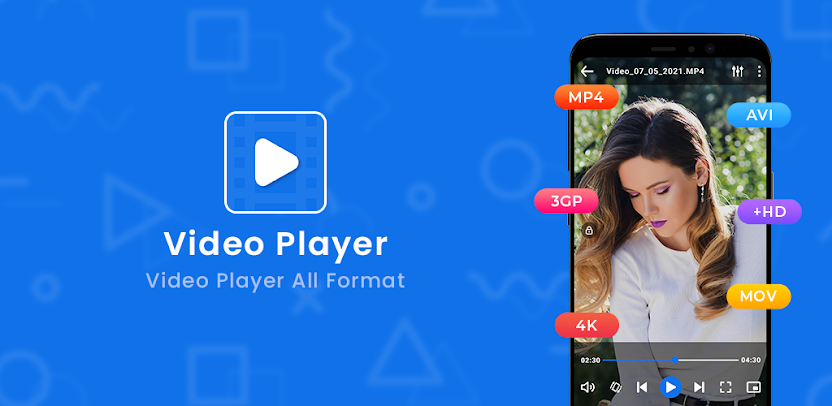 Video Player
Video Player All Format
Video_07_05_2021.MP4
MP4
AVI
3GP
+HD
MOV
4K
02:30
04:30